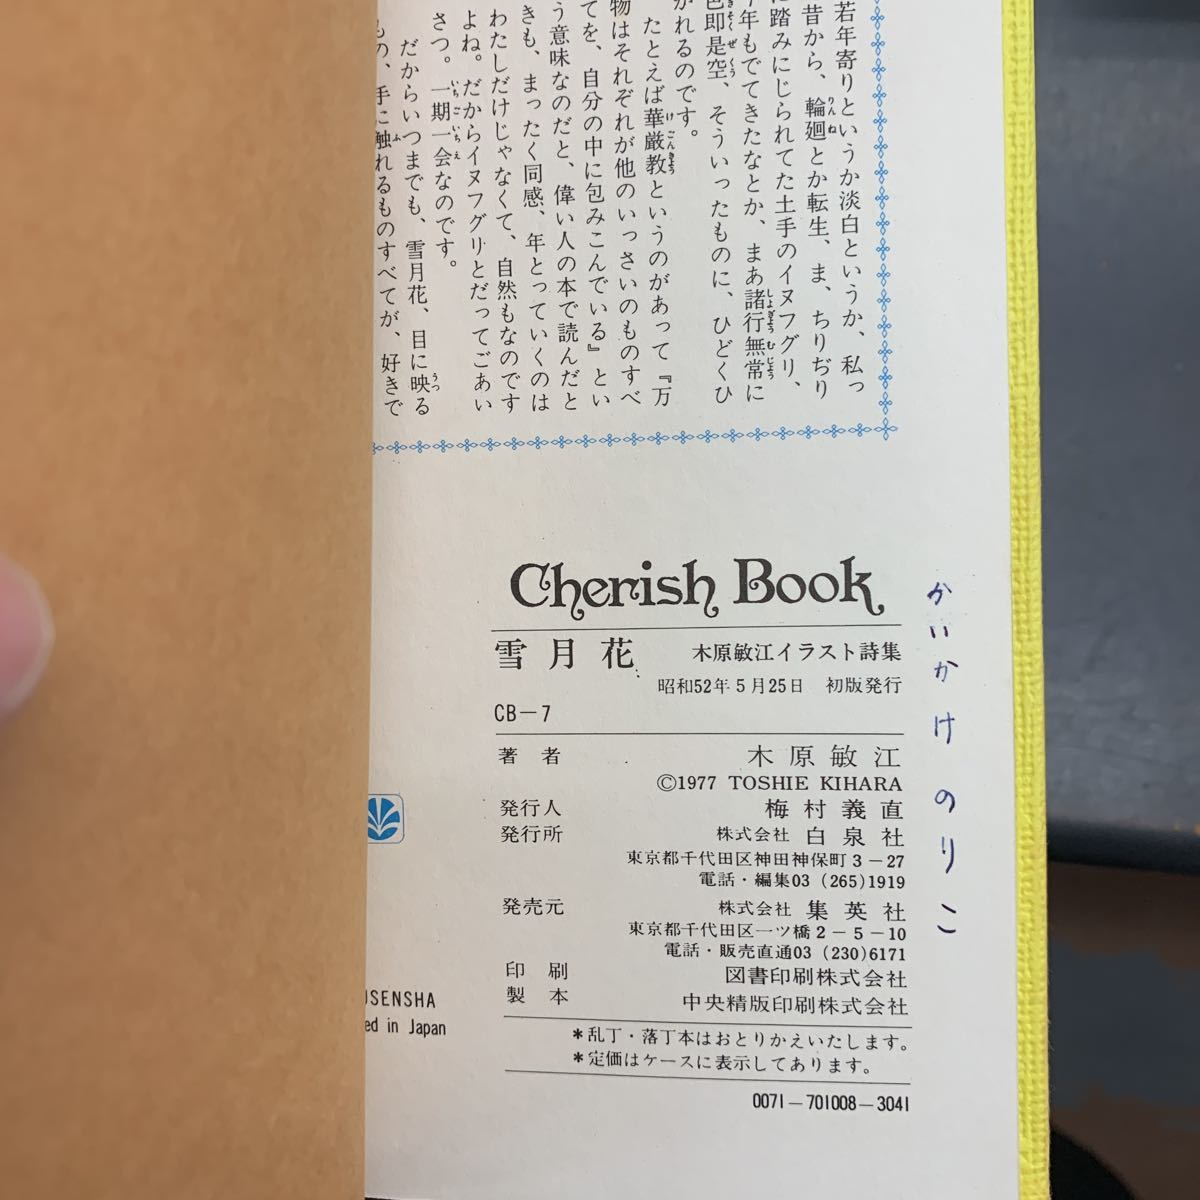 若年寄りというか淡白というか、私っ
昔から、輪廻とか転生、ま、ちりぢり
に踏みにじられてた土手のイヌフグリ、
年もでてきたなとか、まあ諸行無常に
色即是空、そういったものに、ひどくひ
かれるのです。
たとえば華厳教というのがあって『万
物はそれぞれが他のいっさいのものすべ
てを、自分の中に包みこんでいる』とい
う意味なのだと、偉い人の本で読んだと
きも、まったく同感、年とっていくのは
わたしだけじゃなくて、自然もなのです
よね。だからイヌフグリとだってごあい
さつ。一期一会なのです。
だからいつまでも、雪月花、目に映る
もの、手に触れるものすべてが、好きで
Cherish Book
雪月花 木原敏江イラスト詩集
昭和52年5月25日 初版発行
CB－7
著者 木原敏江
©1977 TOSHIE KIHARA
発行人 梅村義直
発行所 株式会社 白泉社
東京都千代田区神田神保町3－27
電話・編集03 (265)1919
発売元 株式会社 集英社
東京都千代田区一ツ橋2－5－10
電話・販売直通03 (230)6171
印刷 図書印刷株式会社
製本 中央精版印刷株式会社
＊乱丁・落丁本はおとりかえいたします。
＊定価はケースに表示してあります。
0071－701008－3041
かいかけのりこ
USENSHA
ed in Japan